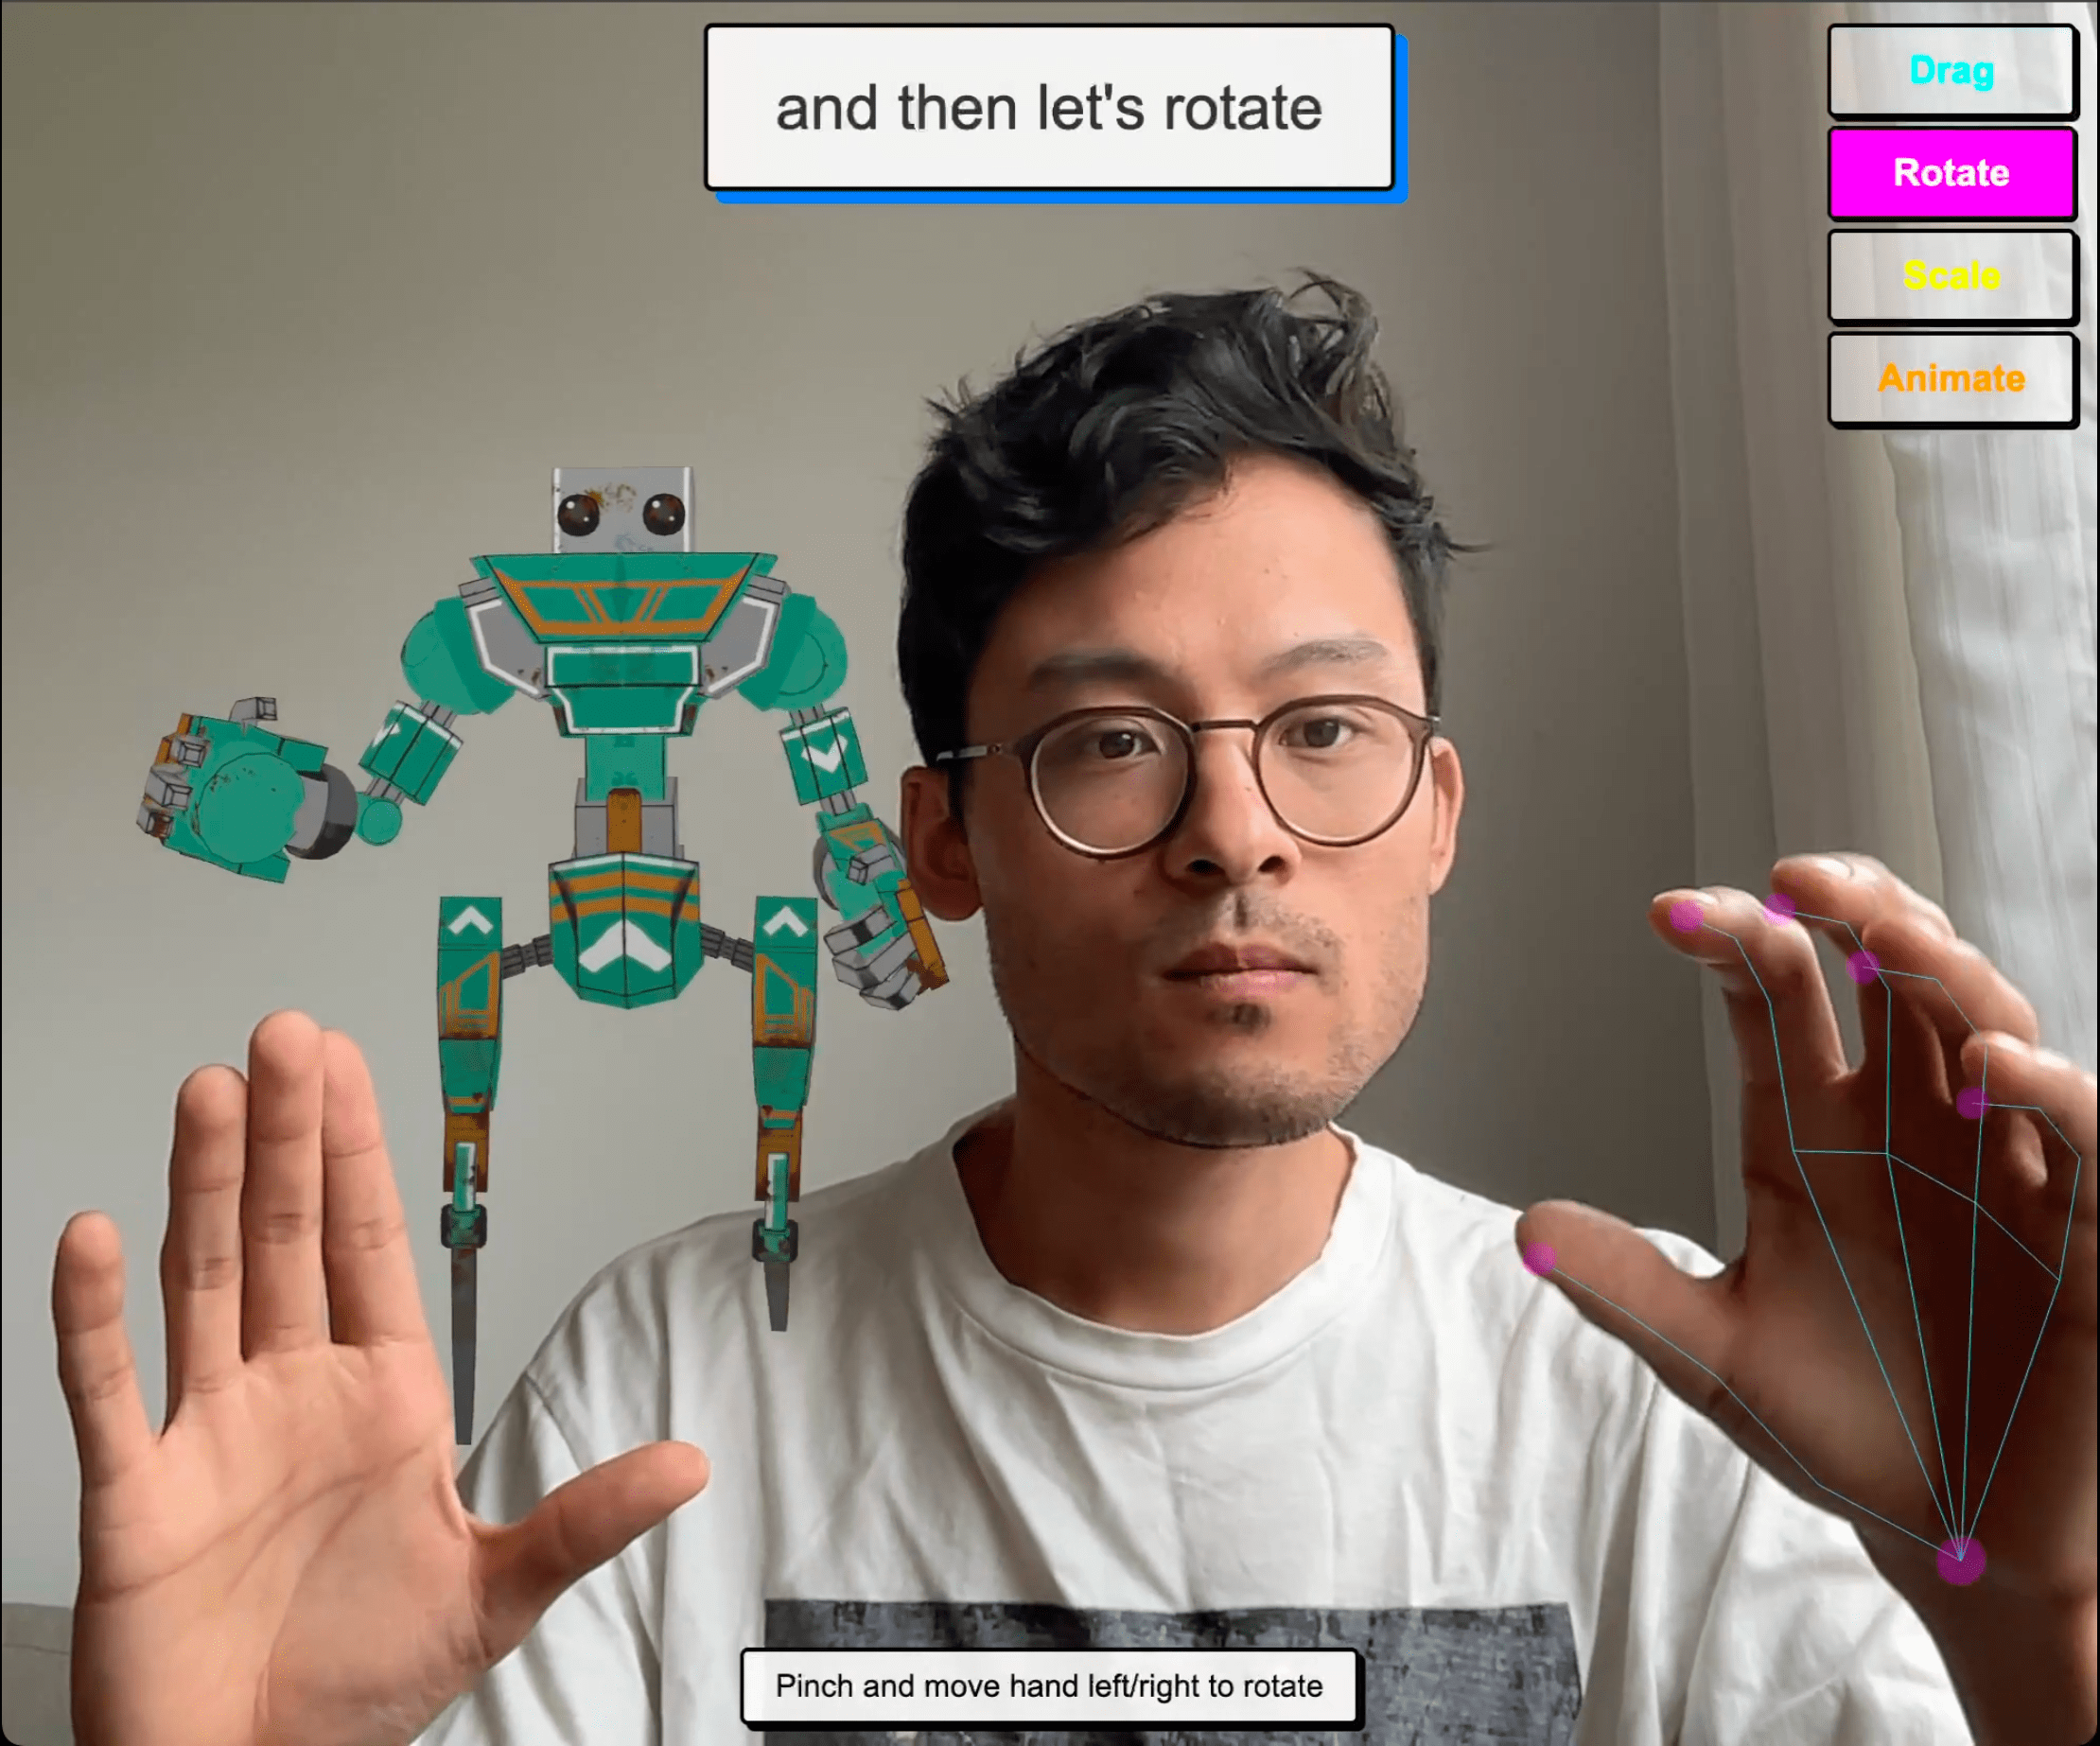 and then let's rotate
Drag
Rotate
Scale
Animate
Pinch and move hand left/right to rotate